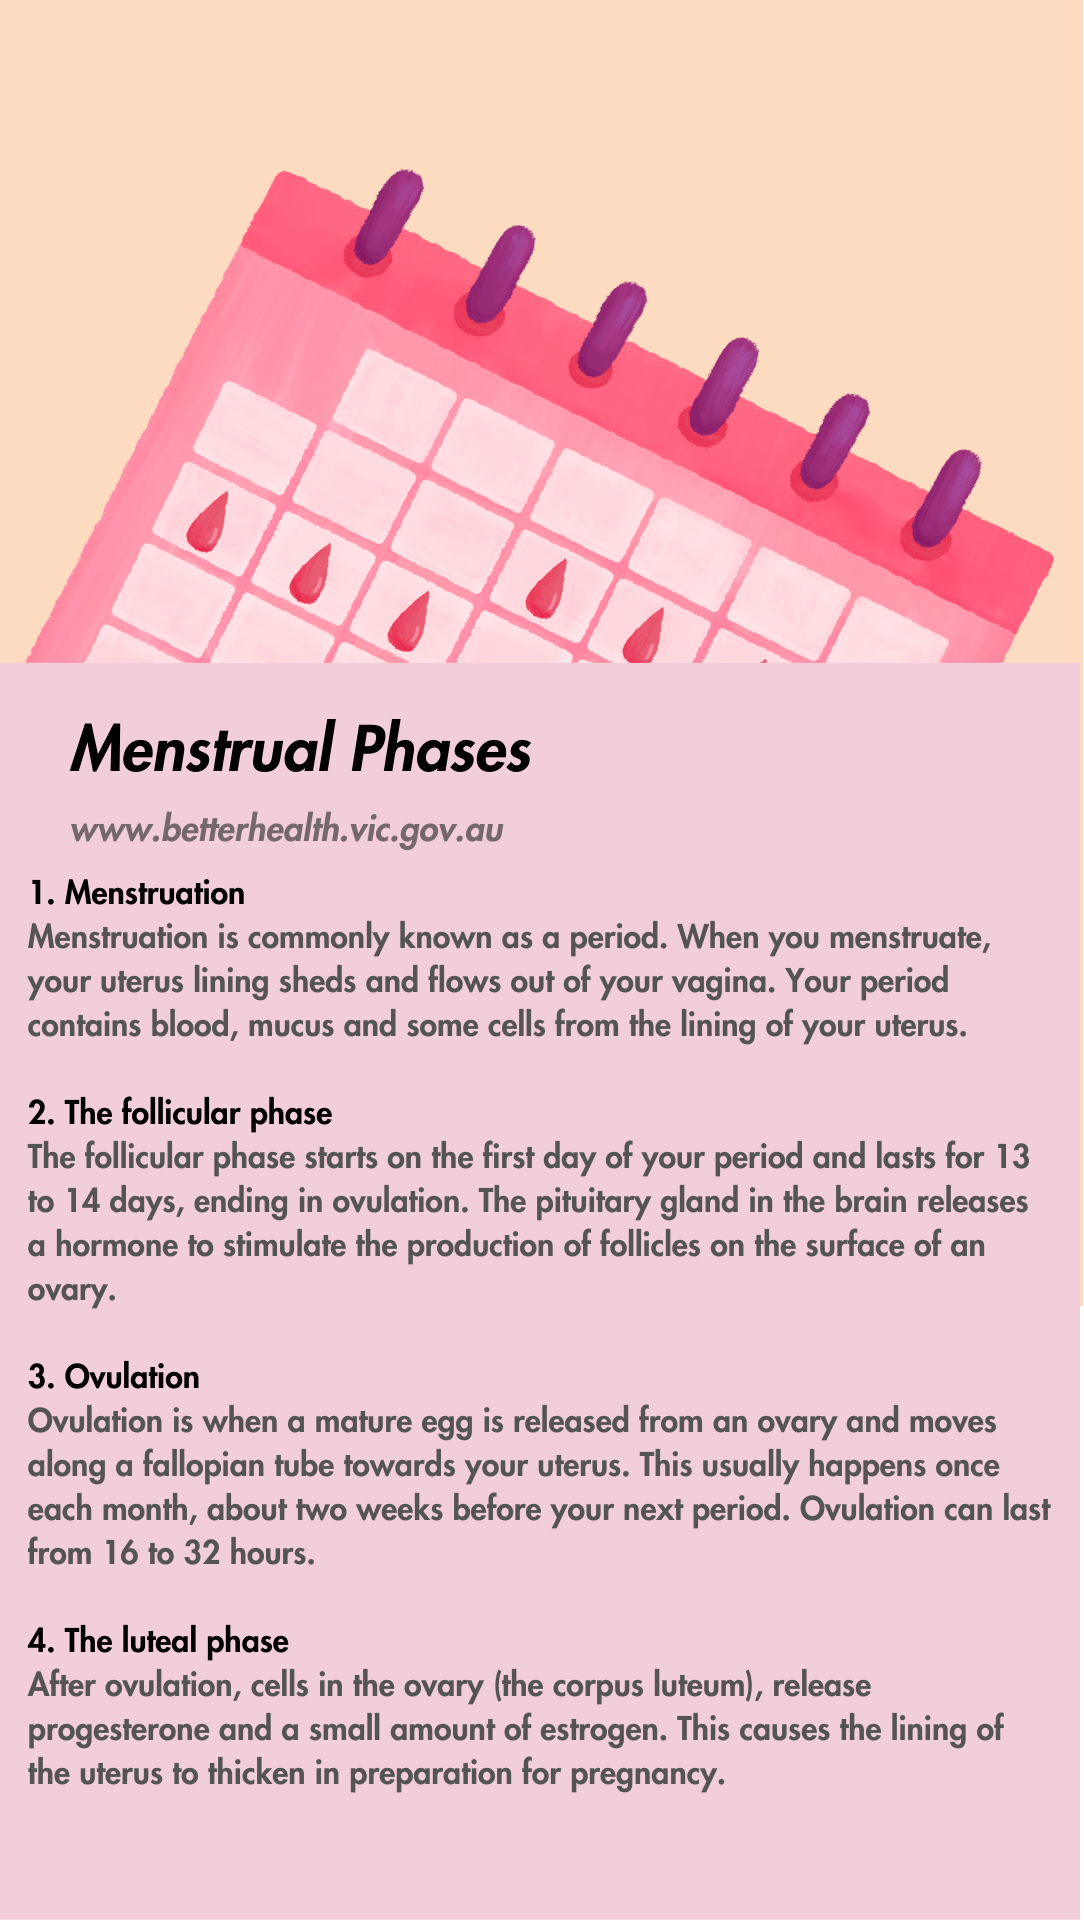 Menstrual Phases
www.betterhealth.vic.gov.au
1. Menstruation
Menstruation is commonly known as a period. When you menstruate,
your uterus lining sheds and flows out of your vagina. Your period
contains blood, mucus and some cells from the lining of your uterus.
2. The follicular phase
The follicular phase starts on the first day of your period and lasts for 13
to 14 days, ending in ovulation. The pituitary gland in the brain releases
a hormone to stimulate the production of follicles on the surface of an
ovary.
3. Ovulation
Ovulation is when a mature egg is released from an ovary and moves
along a fallopian tube towards your uterus. This usually happens once
each month, about two weeks before your next period. Ovulation can last
from 16 to 32 hours.
4. The luteal phase
After ovulation, cells in the ovary (the corpus luteum), release
progesterone and a small amount of estrogen. This causes the lining of
the uterus to thicken in preparation for pregnancy.